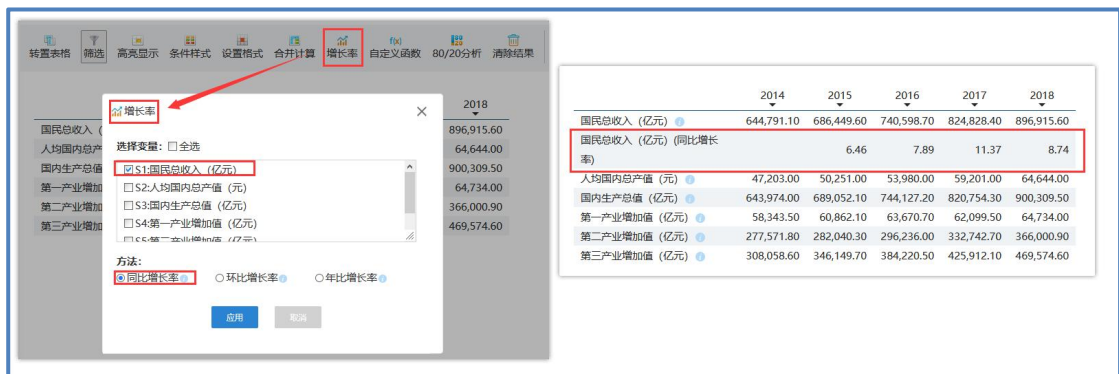 转置表格 筛选 高亮显示 条件样式 设置格式 合并计算 增长率 f(x) 自定义函数 80/20分析 清除结果
增长率 ×
2018
国民总收入 ( 896,915.60
人均国内总产 64,644.00
国内生产总值 900,309.50
第一产业增加 64,734.00
第二产业增加 366,000.90
第三产业增加 469,574.60
选择变量: 全选
S1:国民总收入 (亿元)
S2:人均国内总产值 (元)
S3:国内生产总值 (亿元)
S4:第一产业增加值 (亿元)
S5:第二产业增加值 (亿元)
方法:
同比增长率 环比增长率 年比增长率
应用 取消
2014 2015 2016 2017 2018
国民总收入 (亿元) 644,791.10 686,449.60 740,598.70 824,828.40 896,915.60
国民总收入 (亿元) (同比增长
率) 6.46 7.89 11.37 8.74
人均国内总产值 (元) 47,203.00 50,251.00 53,980.00 59,201.00 64,644.00
国内生产总值 (亿元) 643,974.00 689,052.10 744,127.20 820,754.30 900,309.50
第一产业增加值 (亿元) 58,343.50 60,862.10 63,670.70 62,099.50 64,734.00
第二产业增加值 (亿元) 277,571.80 282,040.30 296,236.00 332,742.70 366,000.90
第三产业增加值 (亿元) 308,058.60 346,149.70 384,220.50 425,912.10 469,574.60